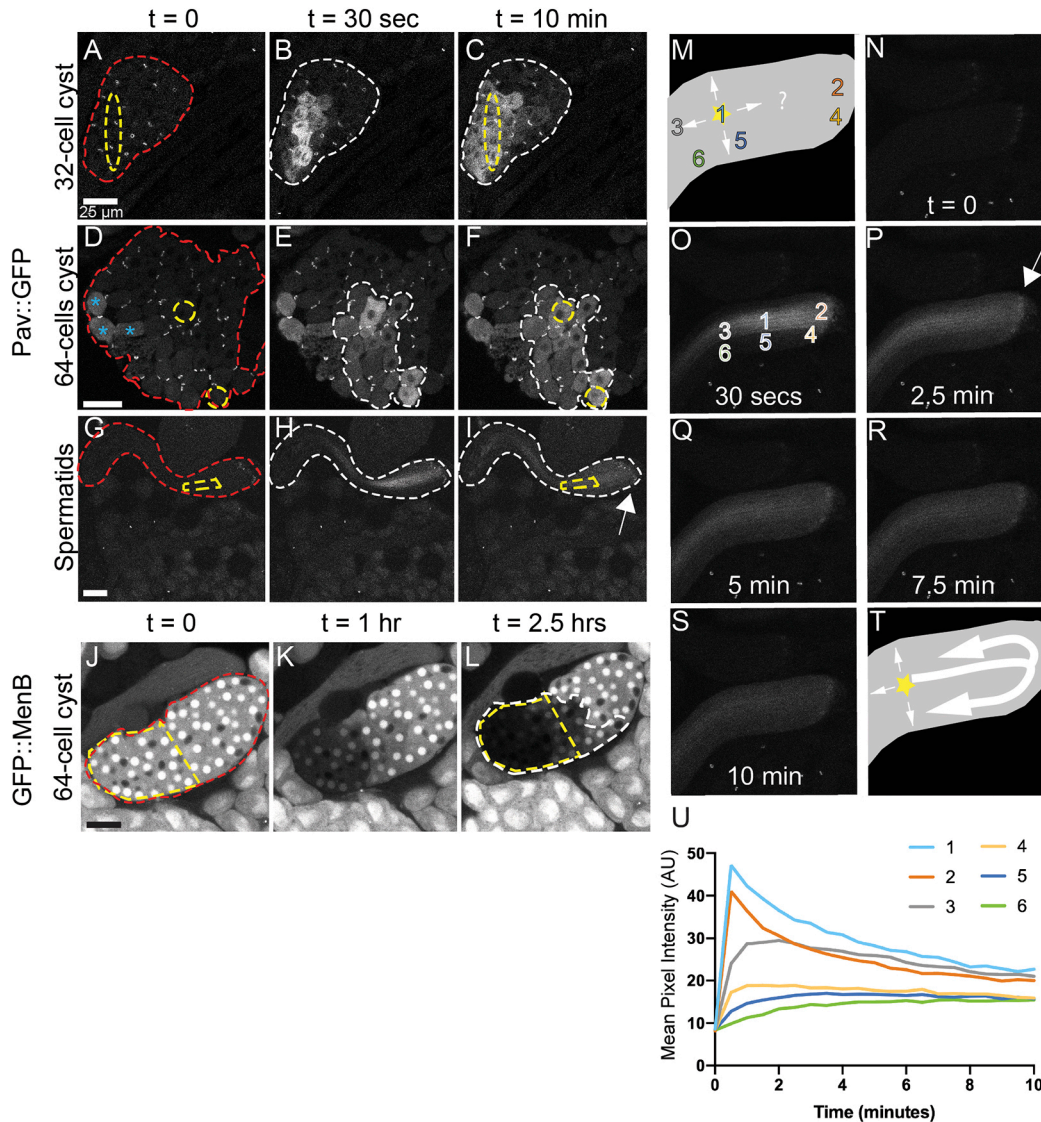 t = 0
t = 30 sec
t = 10 min
Pav::GFP
32-cell cyst
64-cells cyst
Spermatids
A
25 µm
B
C
D
* * *
E
F
G
H
I
t = 0
t = 1 hr
t = 2.5 hrs
GFP::MenB
64-cell cyst
J
K
L
M
1
2
3
4
5
6
?
N
t = 0
O
1
2
3
4
5
6
30 secs
P
2.5 min
Q
5 min
R
7.5 min
S
10 min
T
U
Mean Pixel Intensity (AU)
50
40
30
20
10
0
0 2 4 6 8 10
Time (minutes)
1 4
2 5
3 6